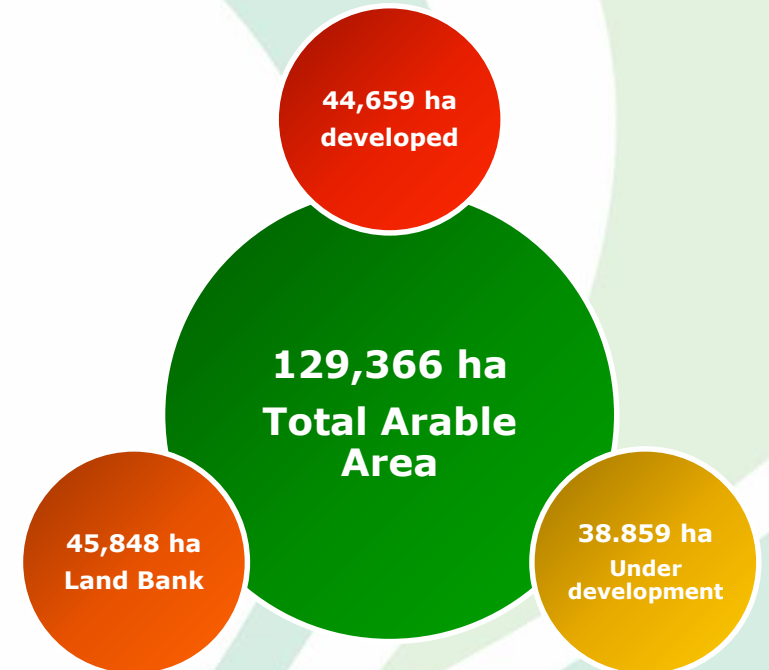 44,659 ha
developed
129,366 ha
Total Arable
Area
45,848 ha
Land Bank
38.859 ha
Under
development